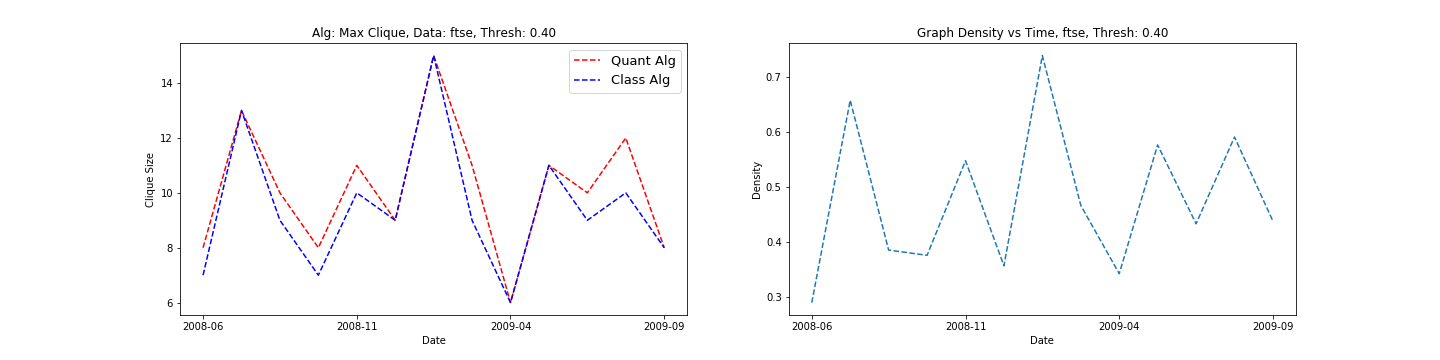 Alg: Max Clique, Data: ftse, Thresh: 0.40
Quant Alg
Class Alg
14
12
10
8
6
Clique Size
2008-06
2008-11
2009-04
2009-09
Date
Graph Density vs Time, ftse, Thresh: 0.40
0.7
0.6
0.5
0.4
0.3
Density
2008-06
2008-11
2009-04
2009-09
Date